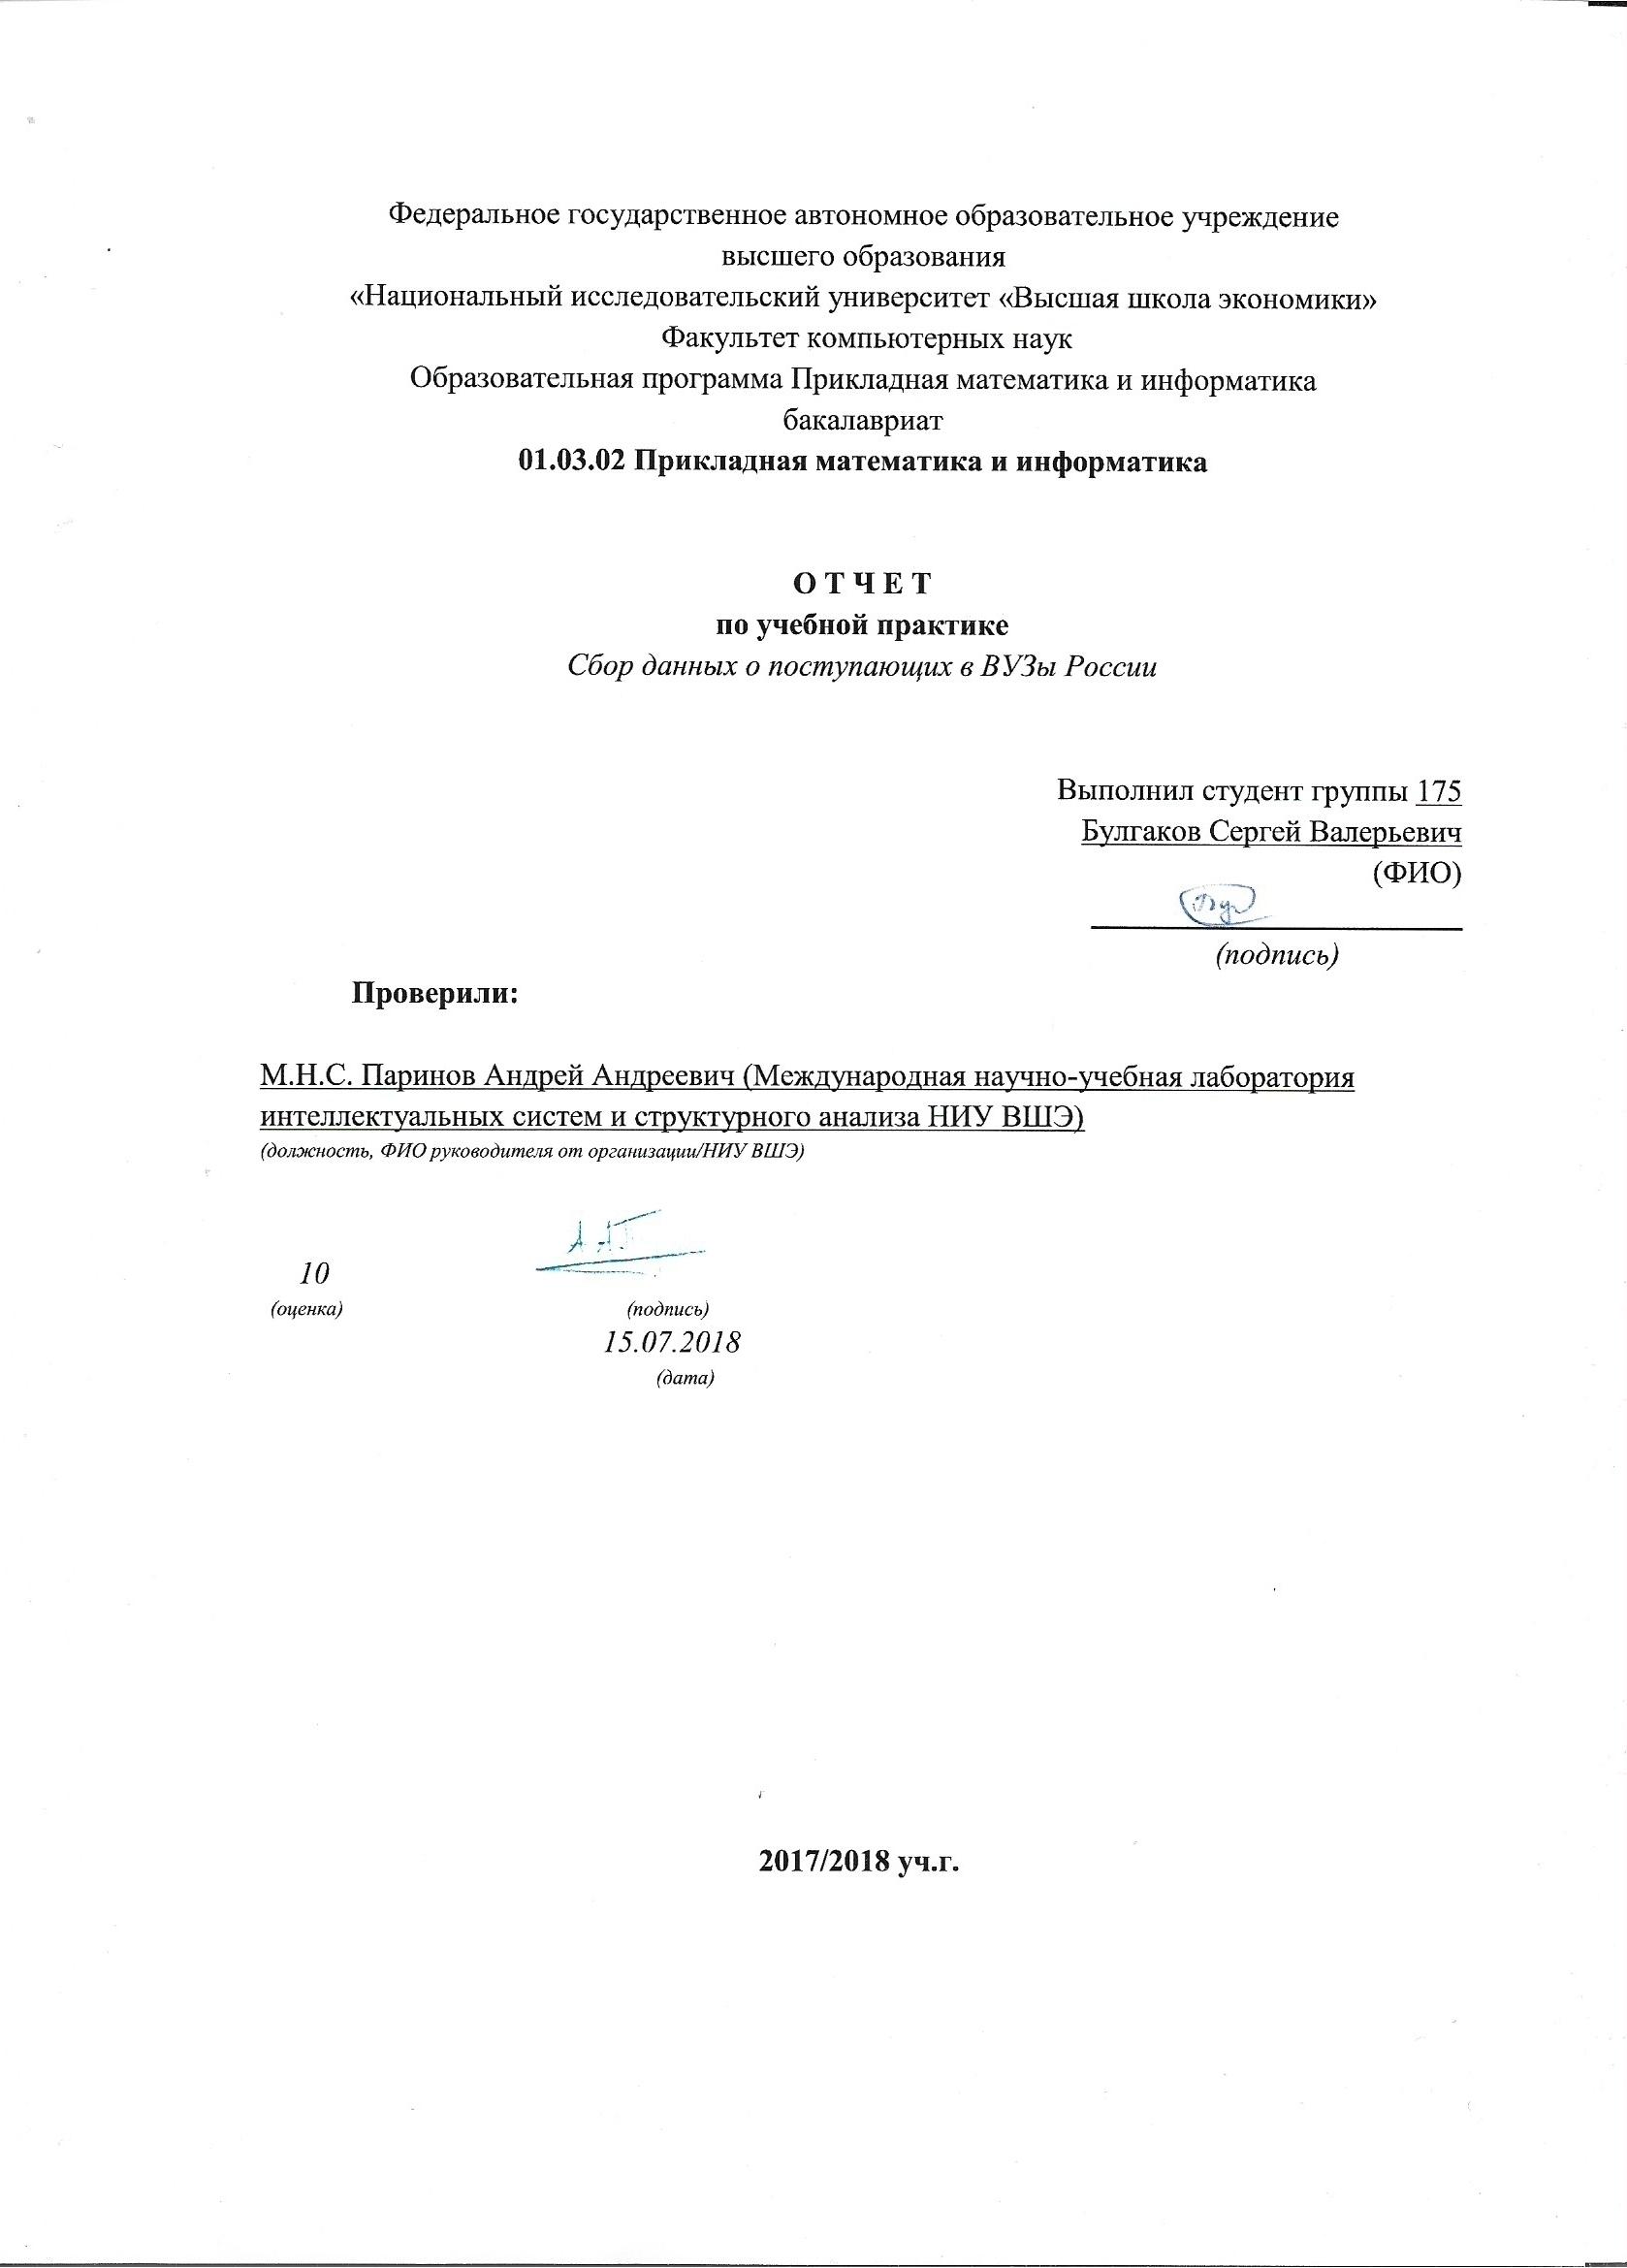 Федеральное государственное автономное образовательное учреждение
высшего образования
«Национальный исследовательский университет «Высшая школа экономики»
Факультет компьютерных наук
Образовательная программа Прикладная математика и информатика
бакалавриат
01.03.02 Прикладная математика и информатика
О Т Ч Е Т
по учебной практике
Сбор данных о поступающих в ВУЗы России
Выполнил студент группы 175
Булгаков Сергей Валерьевич
(ФИО)
(подпись)
Проверили:
М.Н.С. Паринов Андрей Андреевич (Международная научно-учебная лаборатория
интеллектуальных систем и структурного анализа НИУ ВШЭ)
(должность, ФИО руководителя от организации/НИУ ВШЭ)
10
(оценка) (подпись)
15.07.2018
(дата)
2017/2018 уч.г.